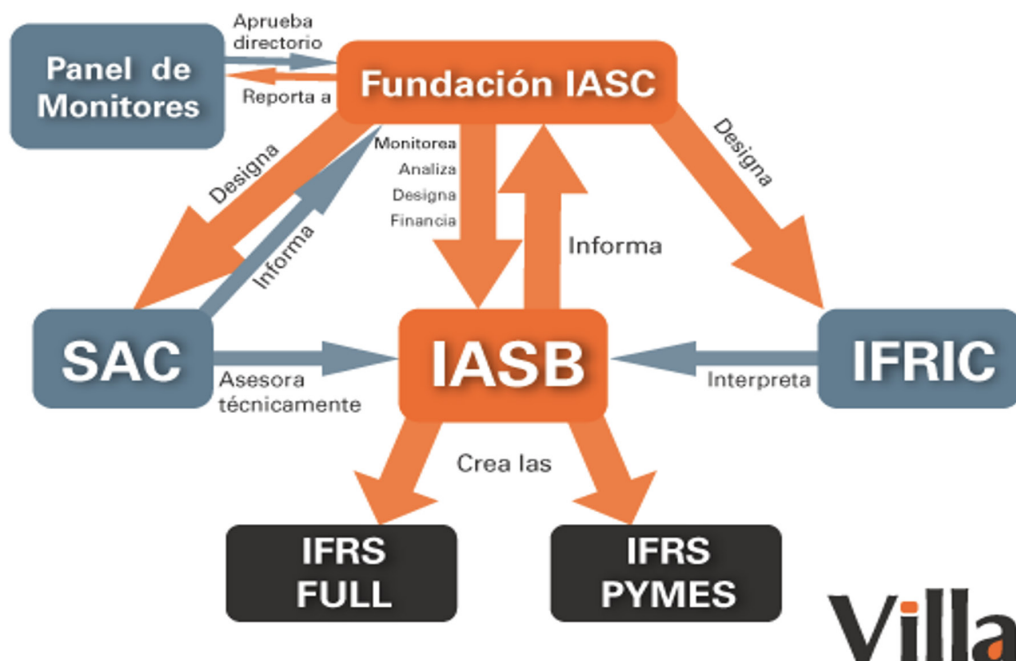 Aprueba
directorio
Panel de
Monitores
Reporta a
Fundación IASC
Designa
Informa
Monitorea
Analiza
Designa
Financia
Informa
Designa
SAC
Asesora
técnicamente
IASB
Interpreta
IFRIC
Crea las
IFRS
FULL
IFRS
PYMES
Villa